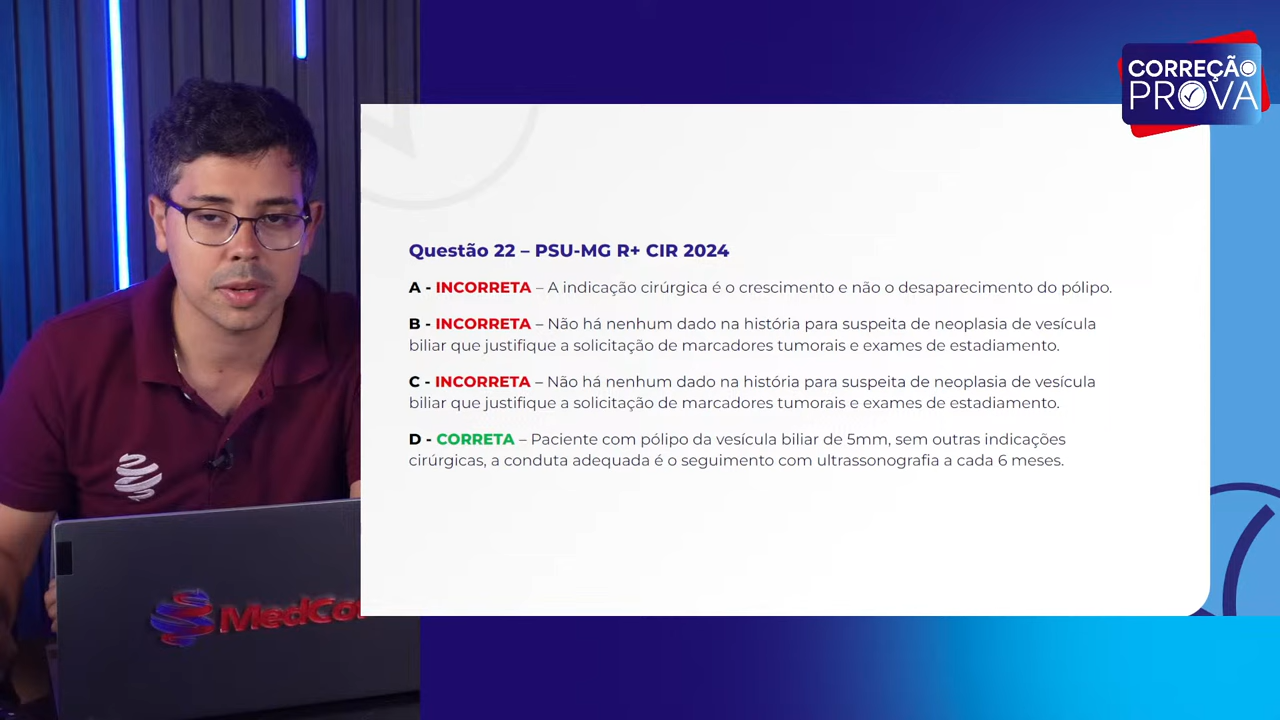 CORREÇÃO
PROVA
Questão 22 – PSU-MG R+ CIR 2024
A - INCORRETA – A indicação cirúrgica é o crescimento e não o desaparecimento do pólipo.
B - INCORRETA – Não há nenhum dado na história para suspeita de neoplasia de vesícula
biliar que justifique a solicitação de marcadores tumorais e exames de estadiamento.
C - INCORRETA – Não há nenhum dado na história para suspeita de neoplasia de vesícula
biliar que justifique a solicitação de marcadores tumorais e exames de estadiamento.
D - CORRETA – Paciente com pólipo da vesícula biliar de 5mm, sem outras indicações
cirúrgicas, a conduta adequada é o seguimento com ultrassonografia a cada 6 meses.
MedCof